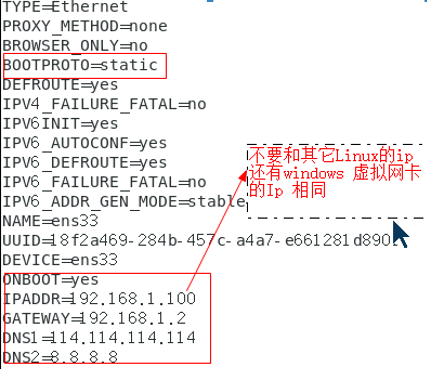 TYPE=Ethernet
PROXY_METHOD=none
BROWSER_ONLY=no
BOOTPROTO=static
DEFROUTE=yes
IPV4_FAILURE_FATAL=no
IPV6INIT=yes
IPV6_AUTOCONF=yes
IPV6_DEFROUTE=yes
IPV6_FAILURE_FATAL=no
IPV6_ADDR_GEN_MODE=stable
不要和其它Linux的ip
还有windows 虚拟网卡
的Ip 相同
NAME=ens33
UUID=18f2a469-284b-457c-a4a7-e661281d890
DEVICE=ens33
ONBOOT=yes
IPADDR=192.168.1.100
GATEWAY=192.168.1.2
DNS1=114.114.114.114
DNS2=8.8.8.8